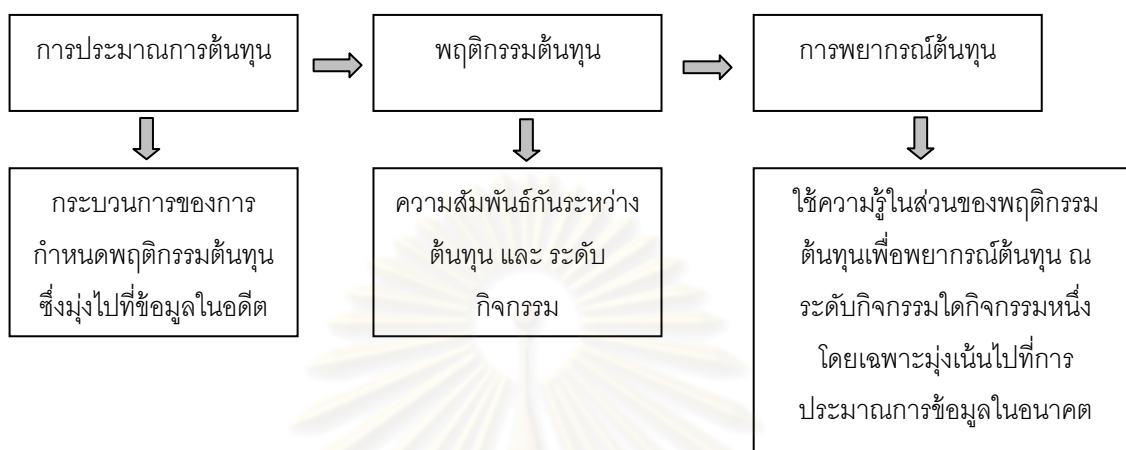 การประมาณการต้นทุน
พฤติกรรมต้นทุน
การพยากรณ์ต้นทุน
กระบวนการของการ
กำหนดพฤติกรรมต้นทุน
ซึ่งมุ่งไปที่ข้อมูลในอดีต
ความสัมพันธ์กันระหว่าง
ต้นทุน และ ระดับ
กิจกรรม
ใช้ความรู้ในส่วนของพฤติกรรม
ต้นทุนเพื่อพยากรณ์ต้นทุน ณ
ระดับกิจกรรมใดกิจกรรมหนึ่ง
โดยเฉพาะมุ่งเน้นไปที่การ
ประมาณการข้อมูลในอนาคต